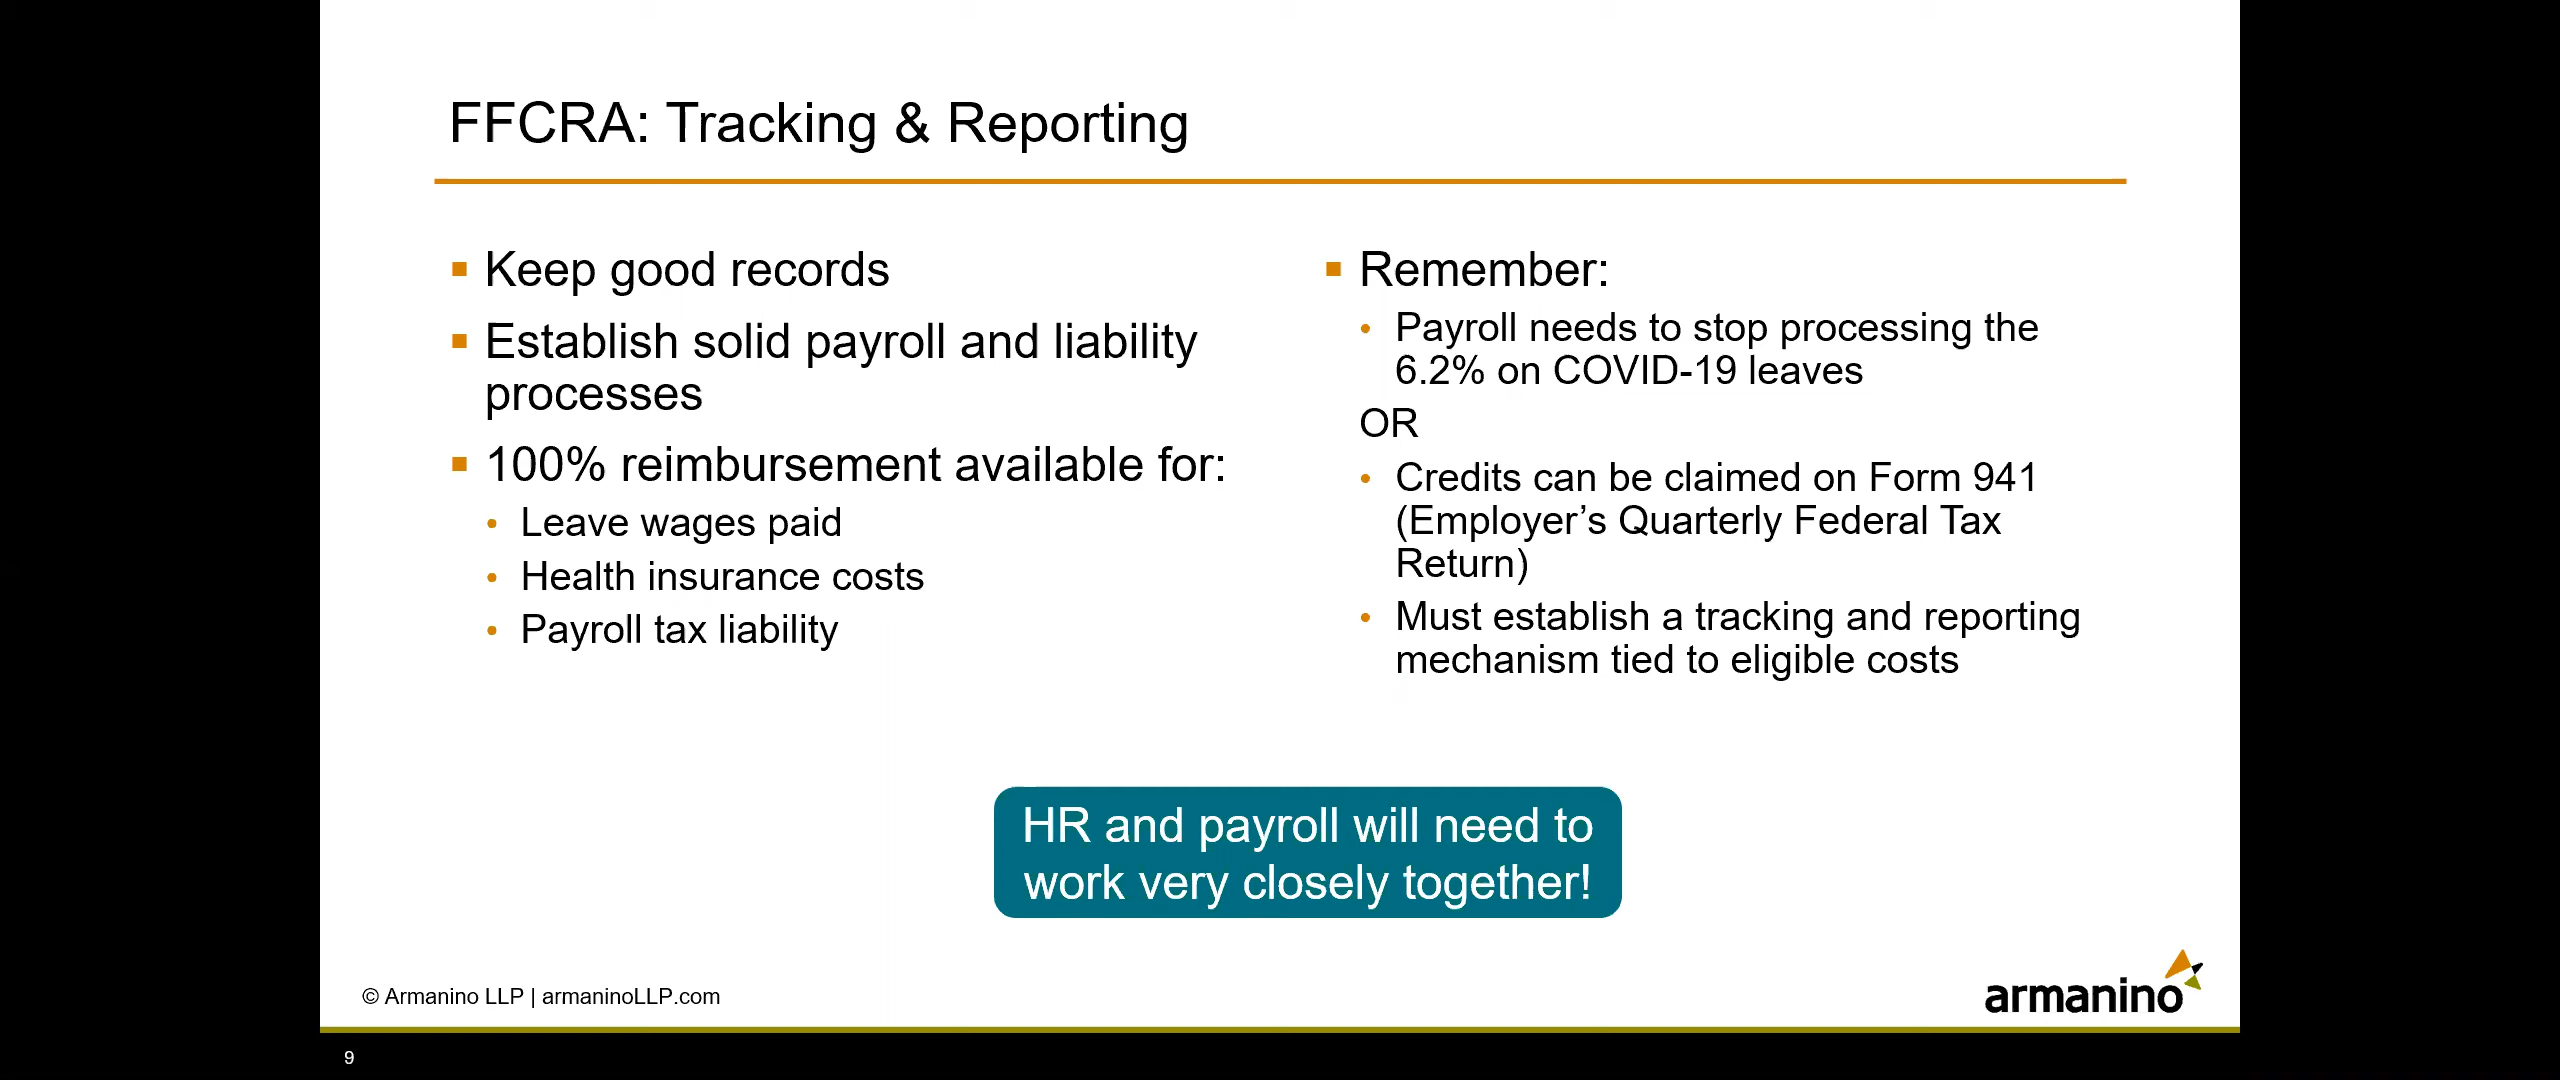 FFCRA: Tracking & Reporting
Keep good records
Establish solid payroll and liability
processes
100% reimbursement available for:
Leave wages paid
Health insurance costs
Payroll tax liability
Remember:
Payroll needs to stop processing the
6.2% on COVID-19 leaves
OR
Credits can be claimed on Form 941
(Employer’s Quarterly Federal Tax
Return)
Must establish a tracking and reporting
mechanism tied to eligible costs
HR and payroll will need to
work very closely together!
© Armanino LLP | armaninoLLP.com
armanino
9